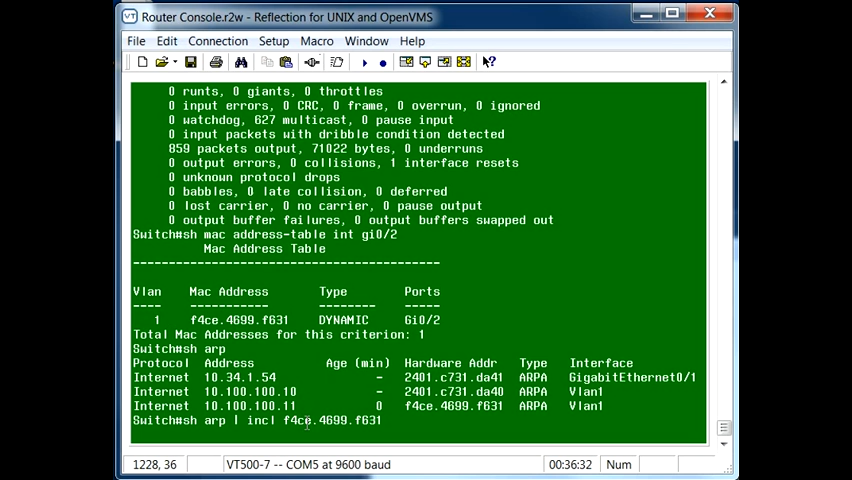 VT Router Console.r2w - Reflection for UNIX and OpenVMS
File Edit Connection Setup Macro Window Help
0 runts, 0 giants, 0 throttles
0 input errors, 0 CRC, 0 frame, 0 overrun, 0 ignored
0 watchdog, 627 multicast, 0 pause input
0 input packets with dribble condition detected
859 packets output, 71022 bytes, 0 underruns
0 output errors, 0 collisions, 1 interface resets
0 unknown protocol drops
0 babbles, 0 late collision, 0 deferred
0 lost carrier, 0 no carrier, 0 pause output
0 output buffer failures, 0 output buffers swapped out
Switch#sh mac address-table int gi0/2
Mac Address Table
-------------------------------------------
Vlan Mac Address Type Ports
---- ----------- -------- -----
1 f4ce.4699.f631 DYNAMIC Gi0/2
Total Mac Addresses for this criterion: 1
Switch#sh arp
Protocol Address Age (min) Hardware Addr Type Interface
Internet 10.34.1.54 - 2401.c731.da41 ARPA GigabitEthernet0/1
Internet 10.100.100.10 - 2401.c731.da40 ARPA Vlan1
Internet 10.100.100.11 0 f4ce.4699.f631 ARPA Vlan1
Switch#sh arp | incl f4ce.4699.f631
1228, 36 VT500-7 -- COM5 at 9600 baud 00:36:32 Num